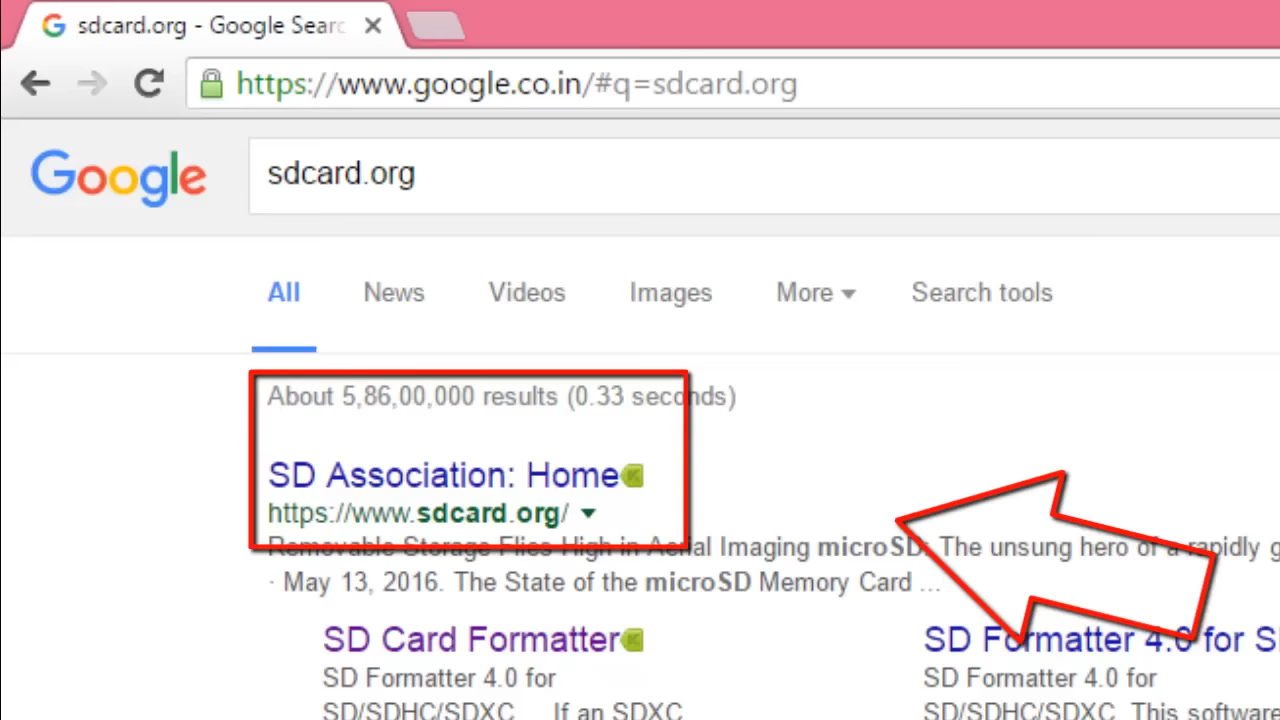 sdcard.org - Google Searc
https://www.google.co.in/#q=sdcard.org
Google
sdcard.org
All News Videos Images More Search tools
About 5,86,00,000 results (0.33 seconds)
SD Association: Home
https://www.sdcard.org/
Removable Storage Flies High in Aerial Imaging microSD: The unsung hero of a rapidly g
· May 13, 2016. The State of the microSD Memory Card ...
SD Card Formatter
SD Formatter 4.0 for SD
SD Formatter 4.0 for
SD Formatter 4.0 for
SD/SDHC/SDXC ... If an SDXC
SD/SDHC/SDXC. This software